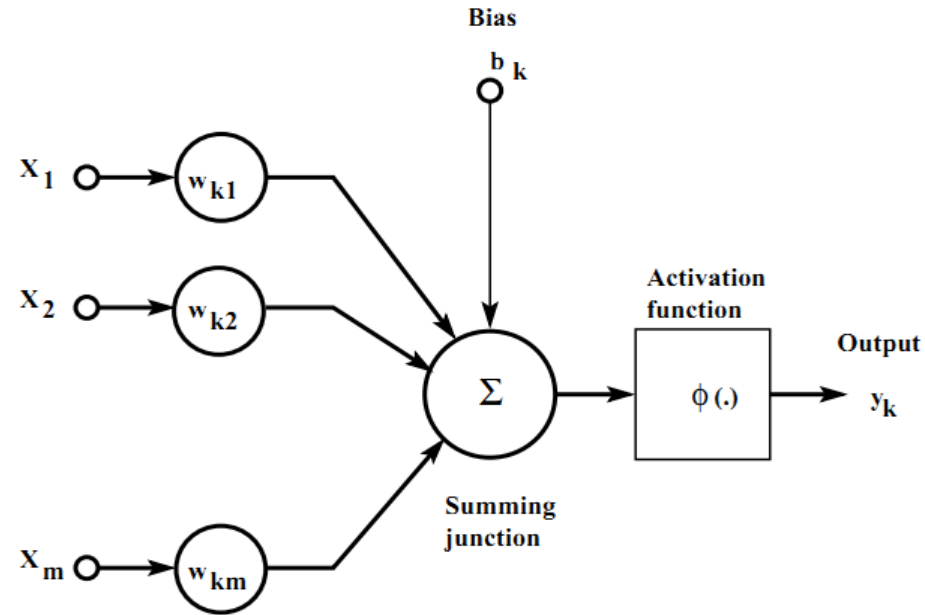 Bias
b k
X 1
w k1
X 2
w k2
Activation
function
Output
Σ
ϕ (.)
y k
Summing
junction
X m
w km